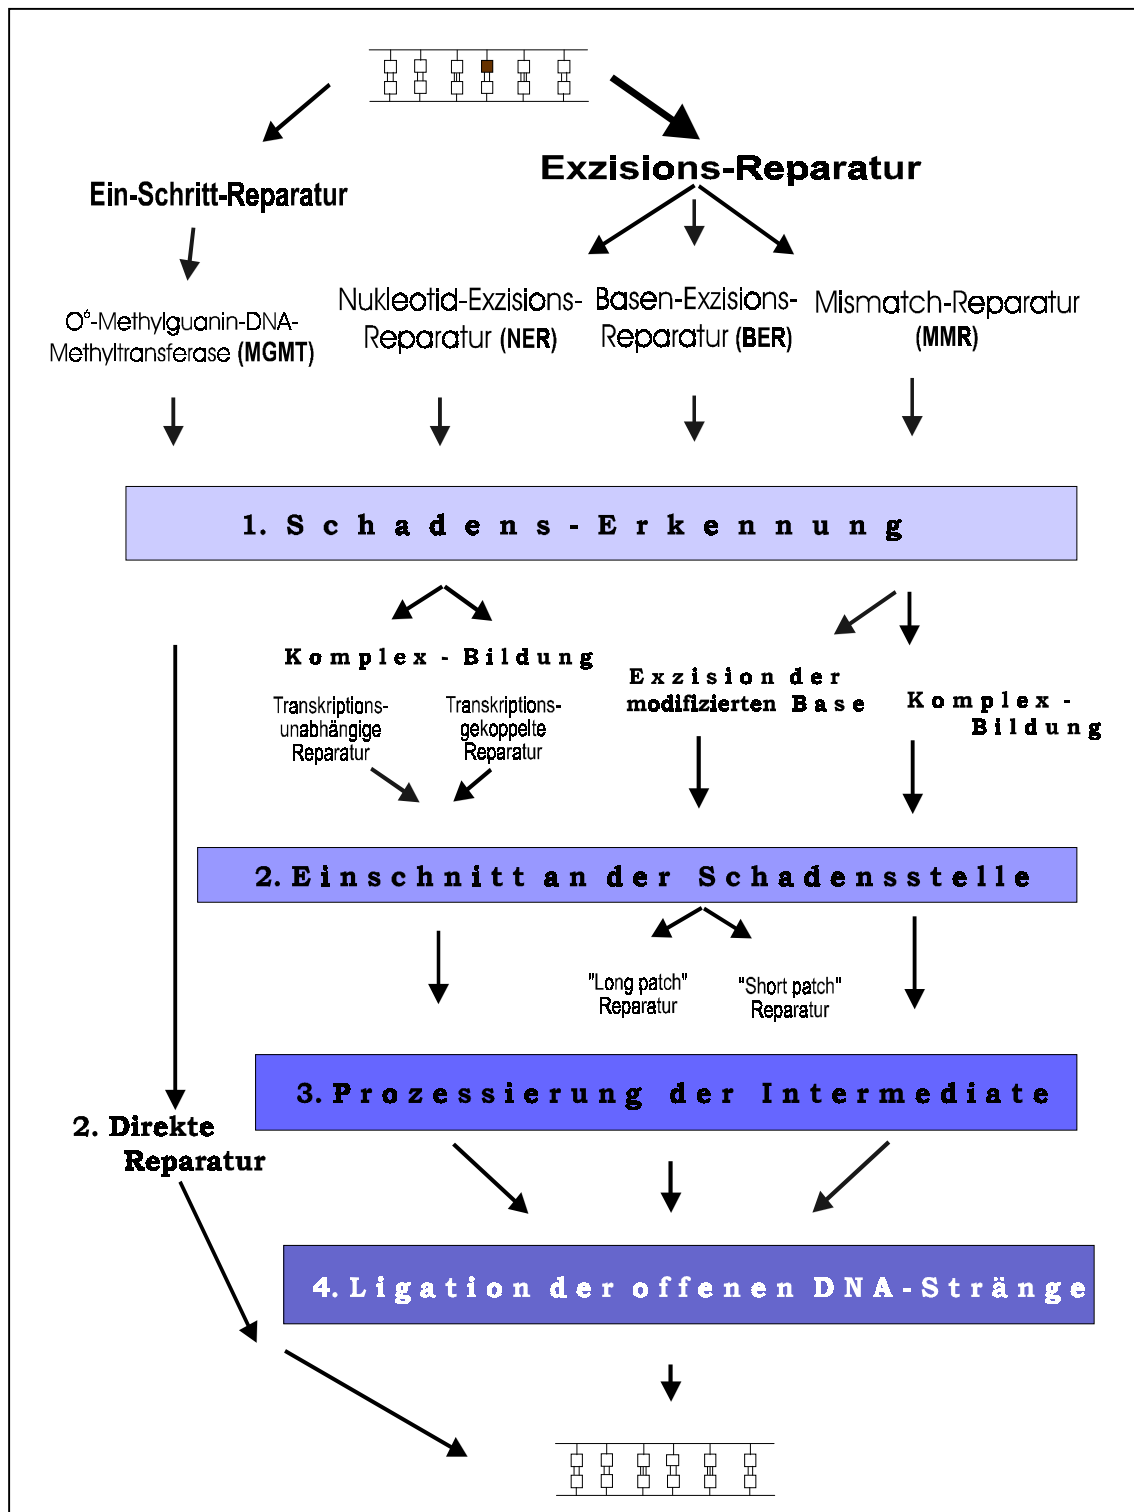 Exzisions-Reparatur
Ein-Schritt-Reparatur
O⁶-Methylguanin-DNA-
Methyltransferase (MGMT)
Nukleotid-Exzisions-
Reparatur (NER)
Basen-Exzisions-
Reparatur (BER)
Mismatch-Reparatur
(MMR)
1. Schadens-Erkennung
Komplex - Bildung
Transkriptions-
unabhängige
Reparatur
Transkriptions-
gekoppelte
Reparatur
Exzision der
modifizierten Base
Komplex -
Bildung
2. Einschnitt an der Schadensstelle
"Long patch"
Reparatur
"Short patch"
Reparatur
3. Prozessierung der Intermediate
2. Direkte
Reparatur
4. Ligation der offenen DNA-Stränge